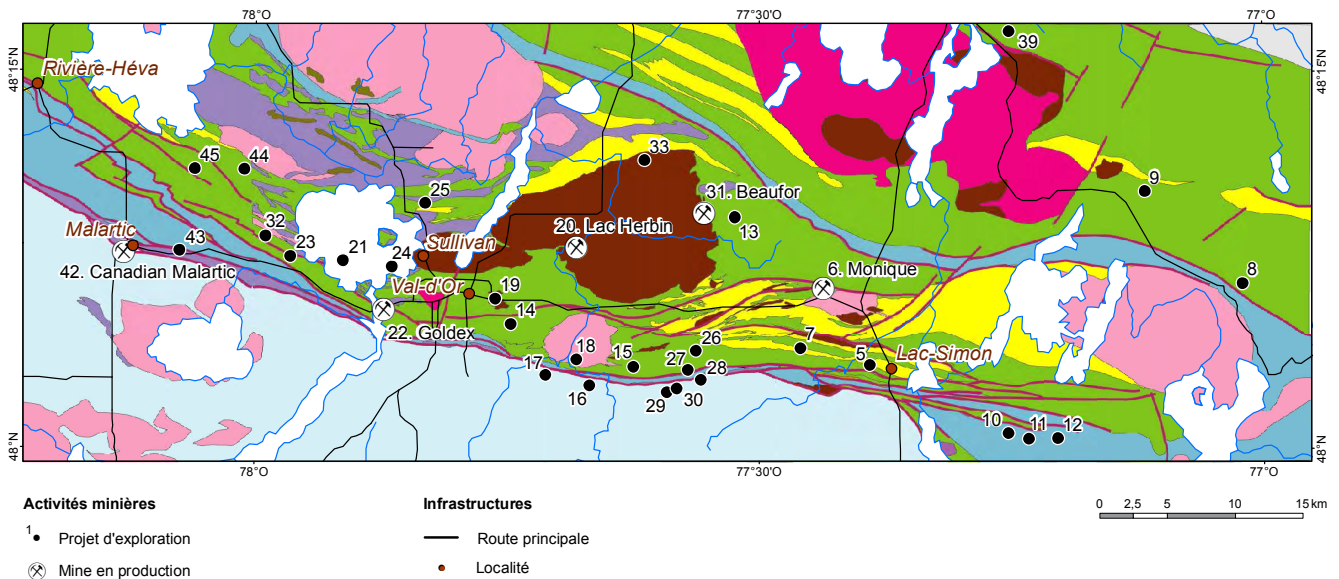 78°O
77°30'O
77°O
48°15'N
48°15'N
39
Rivière-Héva
33
45
44
9
25
31. Beaufor
13
32
Malartic
43
23
21
24
Sullivan
20. Lac Herbin
42. Canadian Malartic
Val-d'Or
6. Monique
8
19
22. Goldex
14
7
26
18
15
27
5
Lac-Simon
17
28
16
29
30
10
11
12
48°N
48°N
78°O
77°30'O
77°O
Activités minières
Infrastructures
0 2,5 5 10 15 km
1
Projet d'exploration
Route principale
Mine en production
Localité